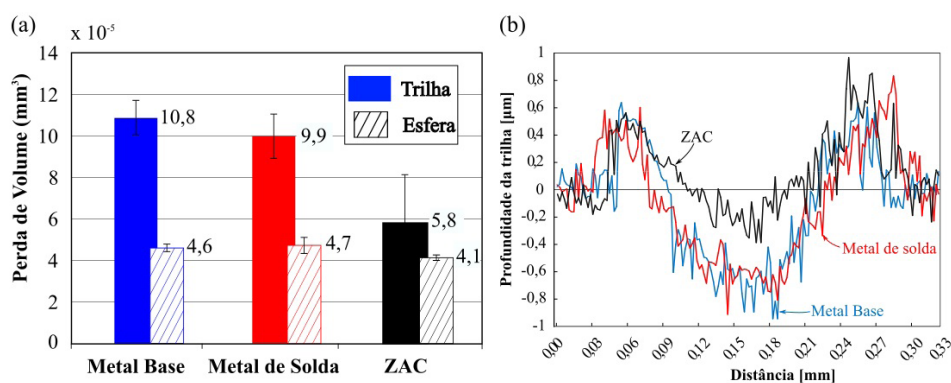 (a)
x 10⁻⁵
Perda de Volume (mm³)
14
12
10
8
6
4
2
0
Trilha
Esfera
10,8
4,6
9,9
4,7
5,8
4,1
Metal Base
Metal de Solda
ZAC
(b)
Profundidade da trilha [µm]
1
0,8
0,6
0,4
0,2
0
-0,2
-0,4
-0,6
-0,8
-1
ZAC
Metal de solda
Metal Base
0,00
0,03
0,06
0,09
0,12
0,15
0,18
0,21
0,24
0,27
0,30
0,33
Distância [mm]